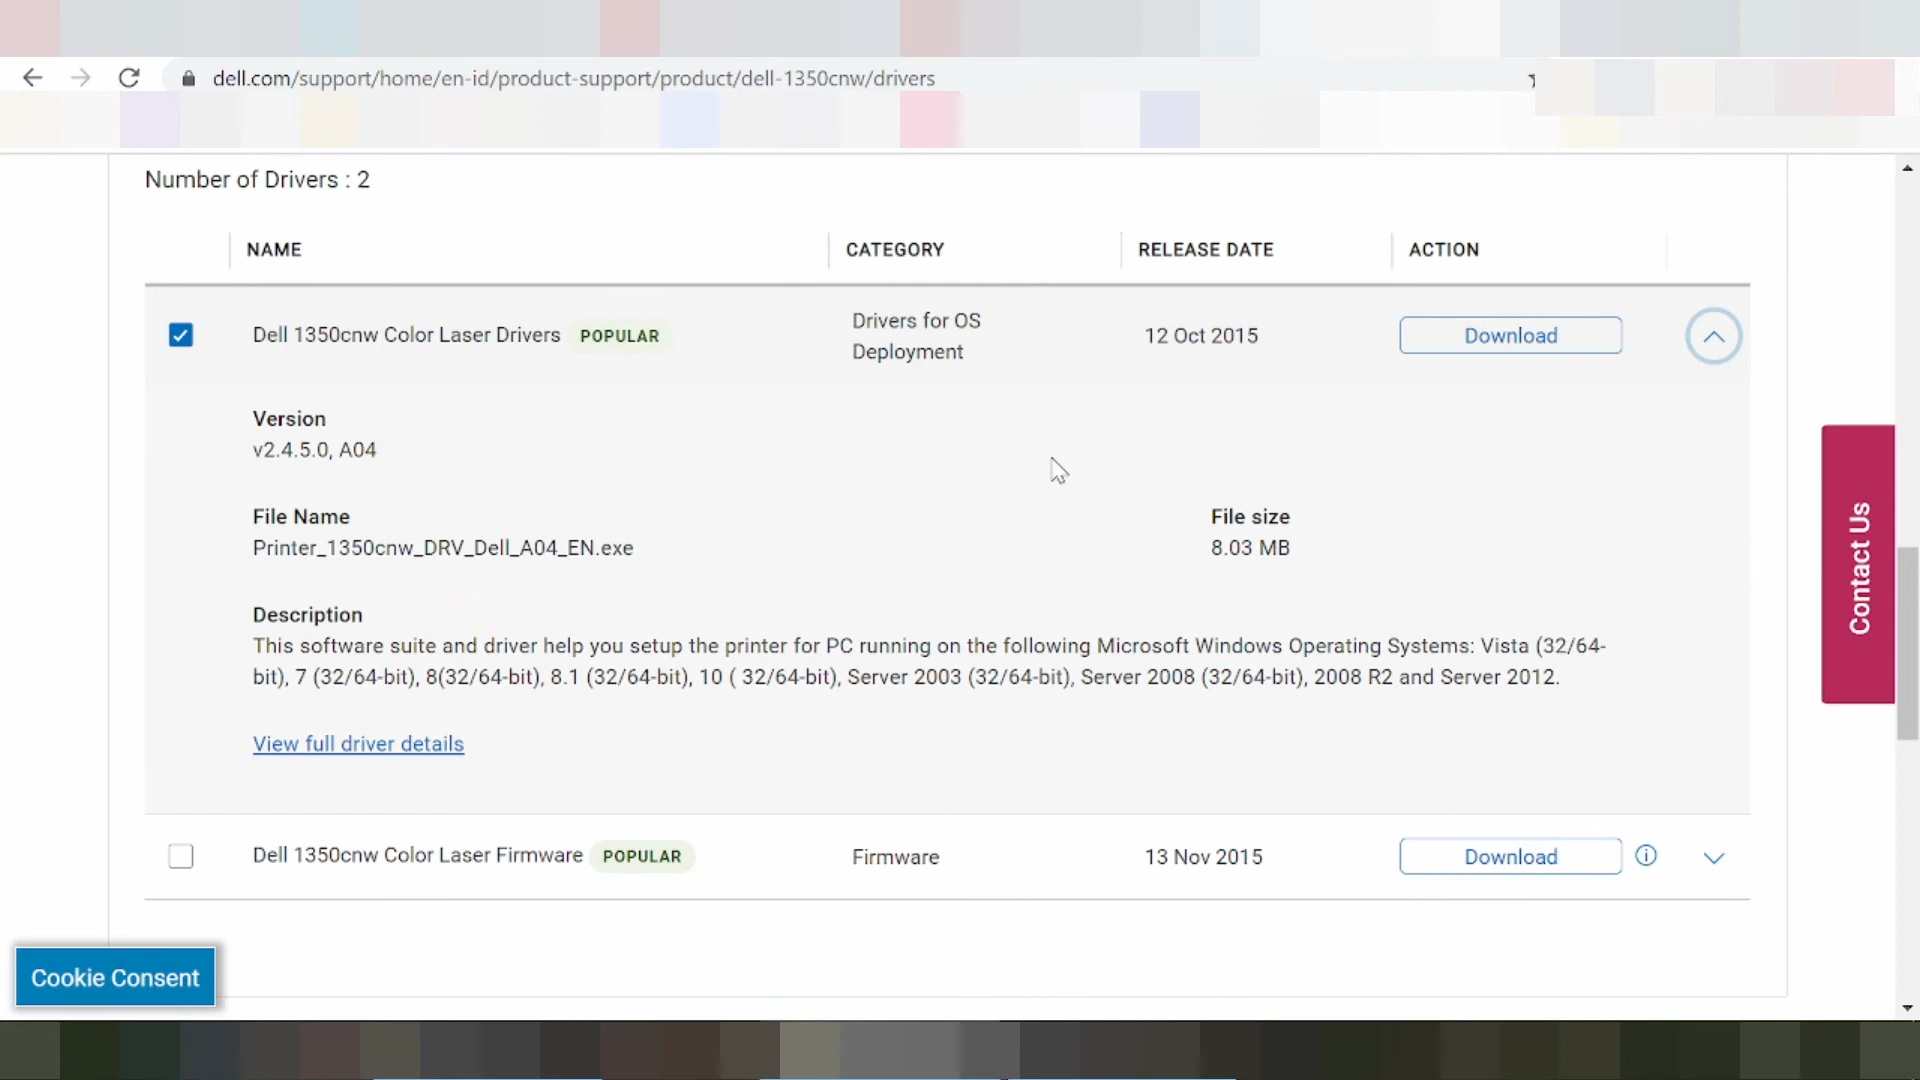 dell.com/support/home/en-id/product-support/product/dell-1350cnw/drivers
Number of Drivers : 2
NAME CATEGORY RELEASE DATE ACTION
Dell 1350cnw Color Laser Drivers POPULAR Drivers for OS Deployment 12 Oct 2015 Download
Version
v2.4.5.0, A04
File Name File size
Printer_1350cnw_DRV_Dell_A04_EN.exe 8.03 MB
Description
This software suite and driver help you setup the printer for PC running on the following Microsoft Windows Operating Systems: Vista (32/64-
bit), 7 (32/64-bit), 8(32/64-bit), 8.1 (32/64-bit), 10 ( 32/64-bit), Server 2003 (32/64-bit), Server 2008 (32/64-bit), 2008 R2 and Server 2012.
View full driver details
Dell 1350cnw Color Laser Firmware POPULAR Firmware 13 Nov 2015 Download
Contact Us
Cookie Consent